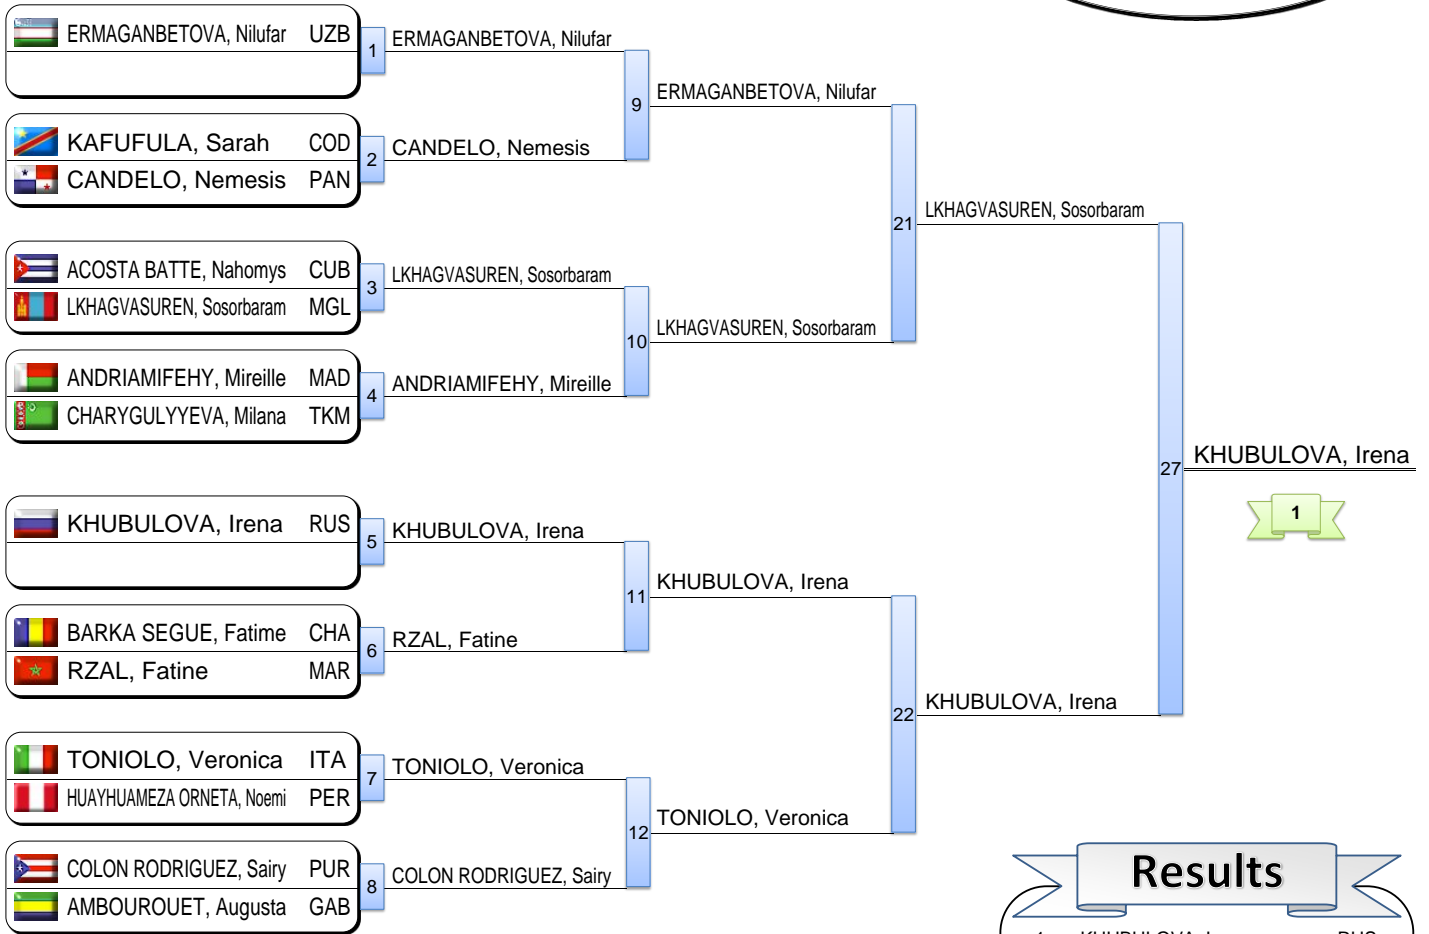 ERMAGANBETOVA, Nilufar UZB
1
ERMAGANBETOVA, Nilufar
9
ERMAGANBETOVA, Nilufar
KAFUFULA, Sarah COD
CANDELO, Nemesis PAN
2
CANDELO, Nemesis
21
LKHAGVASUREN, Sosorbaram
ACOSTA BATTE, Nahomys CUB
LKHAGVASUREN, Sosorbaram MGL
3
LKHAGVASUREN, Sosorbaram
10
LKHAGVASUREN, Sosorbaram
ANDRIAMIFEHY, Mireille MAD
CHARYGULYYEVA, Milana TKM
4
ANDRIAMIFEHY, Mireille
27
KHUBULOVA, Irena
1
KHUBULOVA, Irena RUS
5
KHUBULOVA, Irena
11
KHUBULOVA, Irena
BARKA SEGUE, Fatime CHA
RZAL, Fatine MAR
6
RZAL, Fatine
22
KHUBULOVA, Irena
TONIOLO, Veronica ITA
HUAYHUAMEZA ORNETA, Noemi PER
7
TONIOLO, Veronica
12
TONIOLO, Veronica
COLON RODRIGUEZ, Sairy PUR
AMBOUROUET, Augusta GAB
8
COLON RODRIGUEZ, Sairy
Results